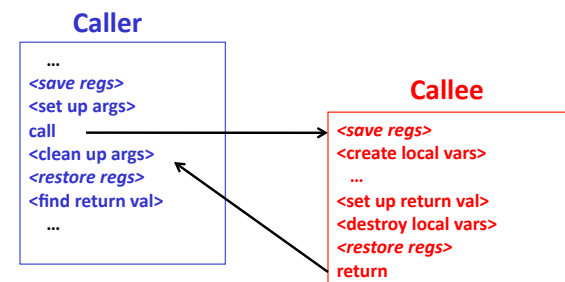 Caller
...
<save regs>
<set up args>
call
<clean up args>
<restore regs>
<find return val>
...
Callee
<save regs>
<create local vars>
...
<set up return val>
<destroy local vars>
<restore regs>
return